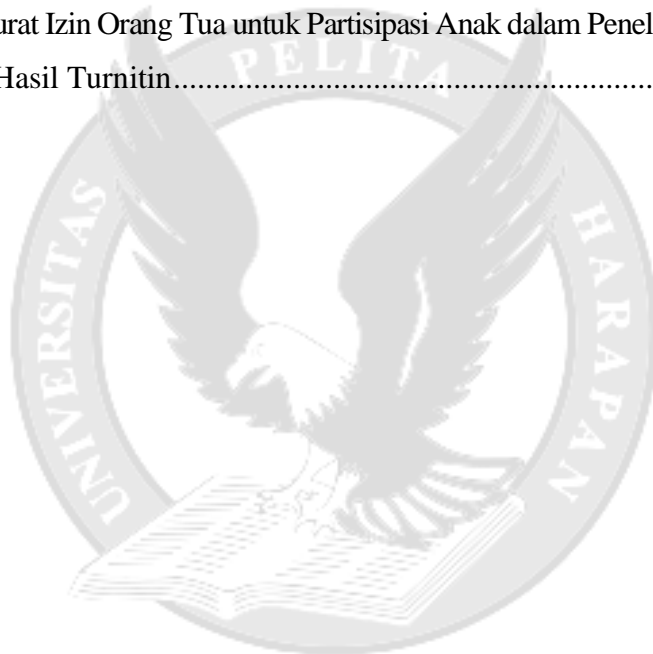 urat Izin Orang Tua untuk Partisipasi Anak dalam Penel
Hasil Turnitin.......................................................
UNIVERSITAS PELITA HARAPAN